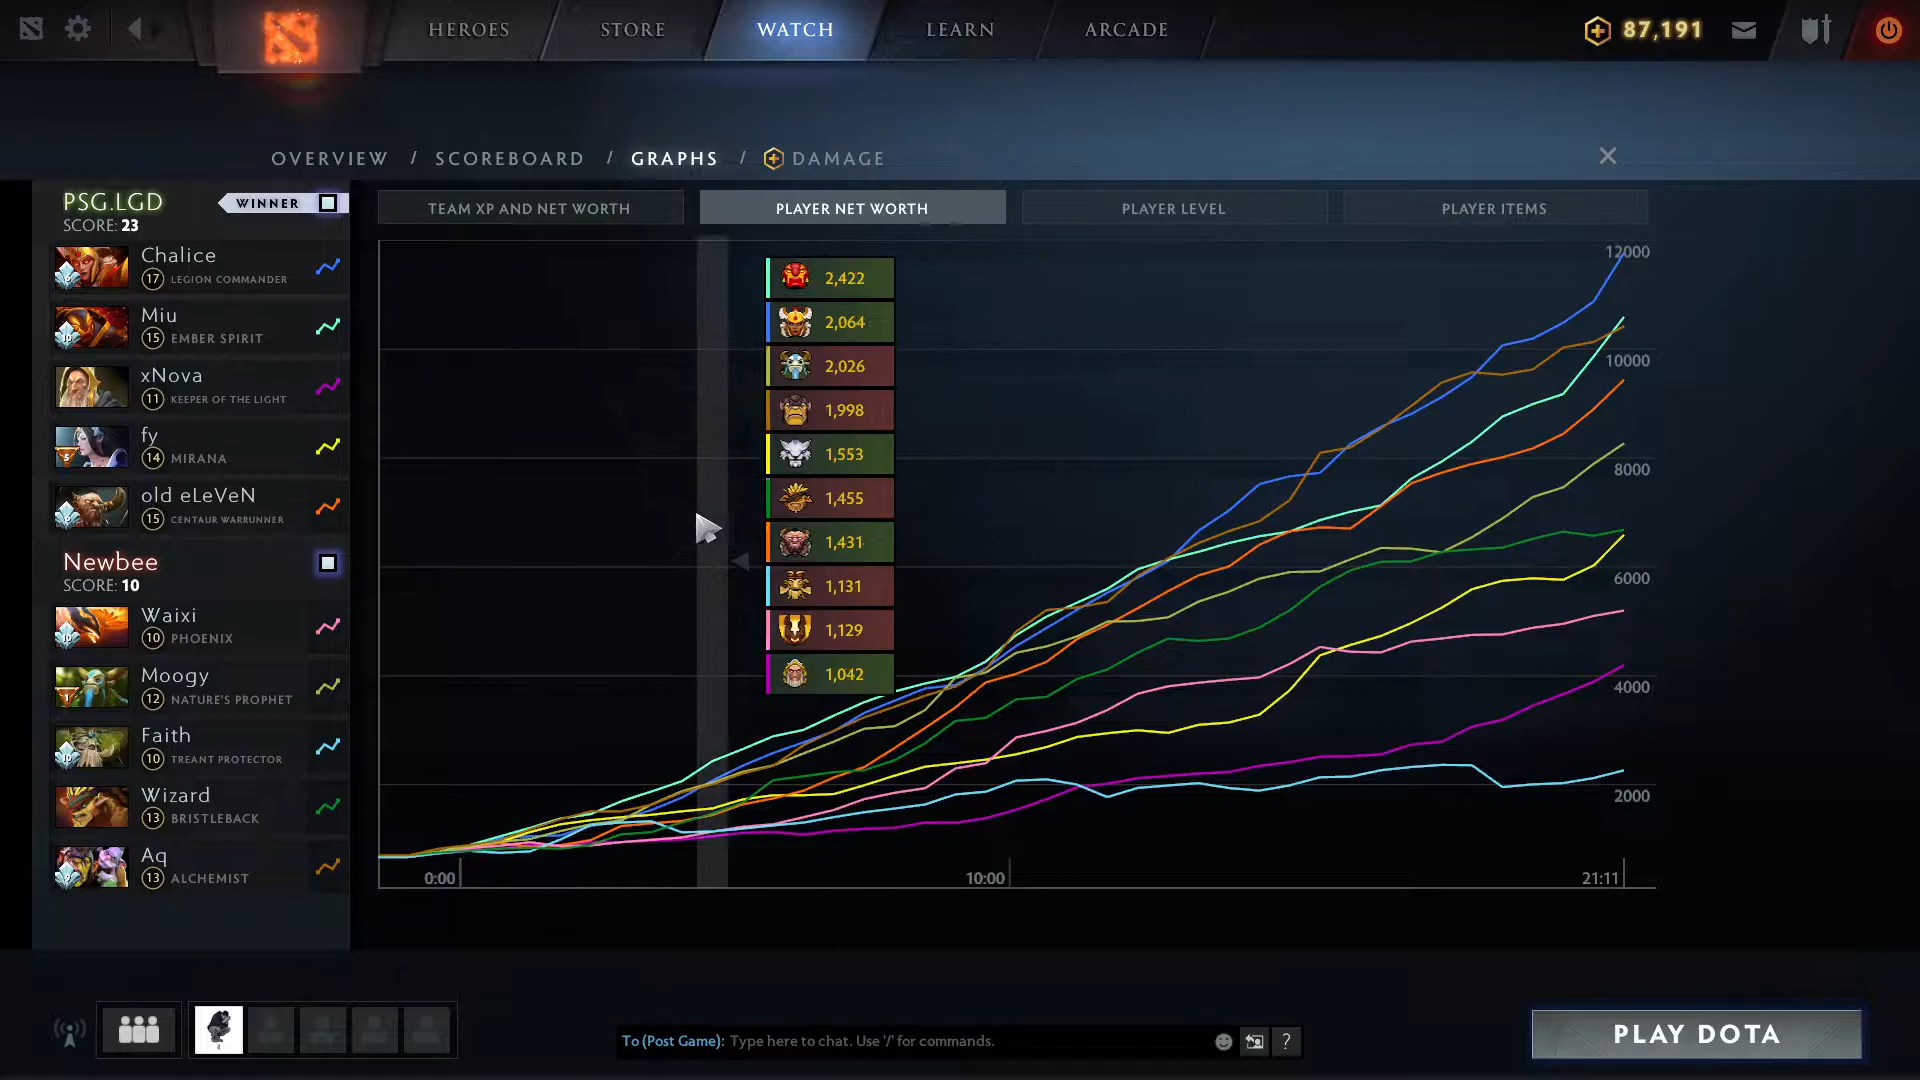 HEROES
STORE
WATCH
LEARN
ARCADE
87,191
OVERVIEW / SCOREBOARD / GRAPHS / DAMAGE
PSG.LGD
WINNER
SCORE: 23
Chalice
17 LEGION COMMANDER
Miu
15 EMBER SPIRIT
xNova
11 KEEPER OF THE LIGHT
fy
14 MIRANA
old eLeVeN
15 CENTAUR WARRUNNER
Newbee
SCORE: 10
Waixi
10 PHOENIX
Moogy
12 NATURE'S PROPHET
Faith
10 TREANT PROTECTOR
Wizard
13 BRISTLEBACK
Aq
13 ALCHEMIST
TEAM XP AND NET WORTH
PLAYER NET WORTH
PLAYER LEVEL
PLAYER ITEMS
2,422
2,064
2,026
1,998
1,553
1,455
1,431
1,131
1,129
1,042
12000
10000
8000
6000
4000
2000
0:00
10:00
21:11
To (Post Game): Type here to chat. Use '/' for commands.
?
PLAY DOTA